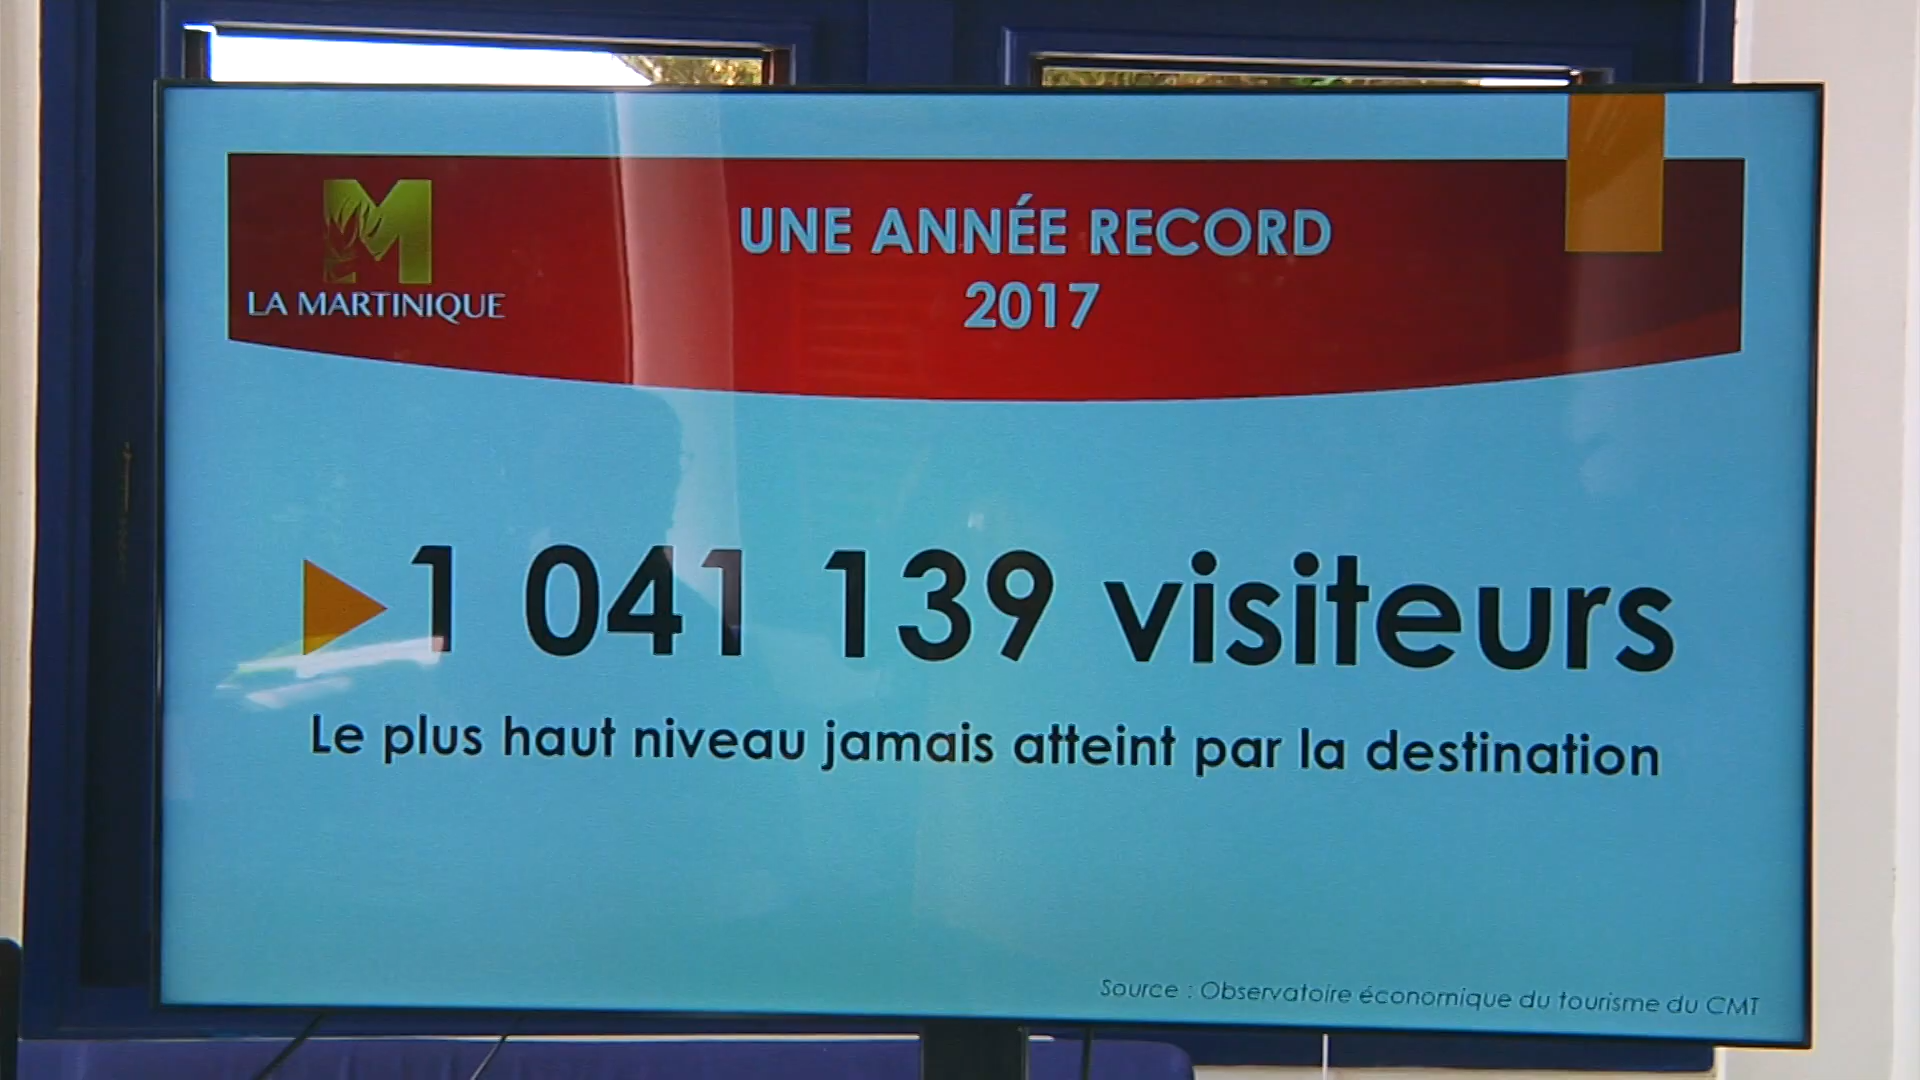 M
LA MARTINIQUE
UNE ANNÉE RECORD
2017
1 041 139 visiteurs
Le plus haut niveau jamais atteint par la destination
Source : Observatoire économique du tourisme du CMT